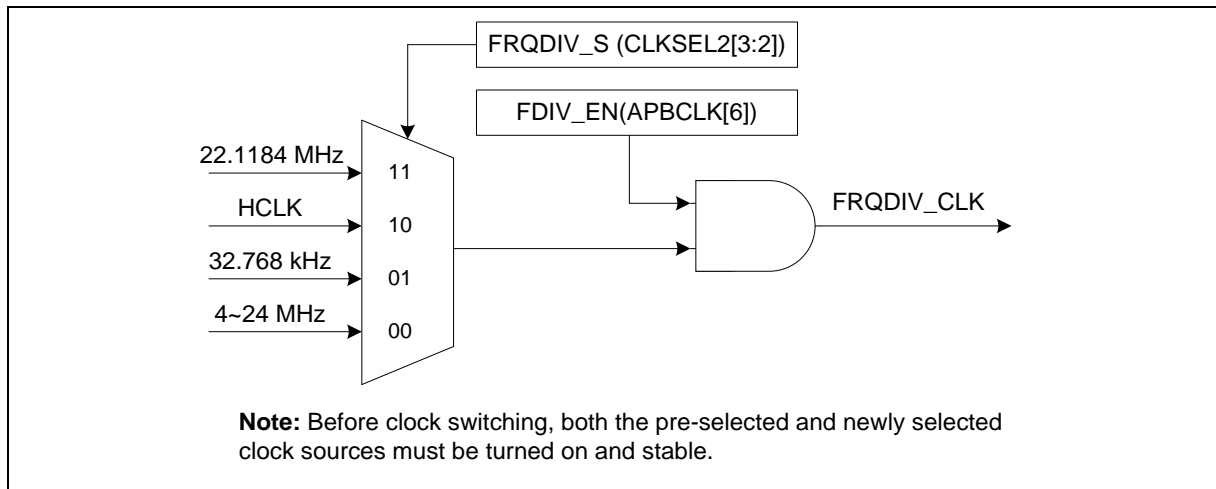 FRQDIV_S (CLKSEL2[3:2])
FDIV_EN(APBCLK[6])
22.1184 MHz
11
HCLK
10
32.768 kHz
01
4~24 MHz
00
FRQDIV_CLK
Note: Before clock switching, both the pre-selected and newly selected
clock sources must be turned on and stable.